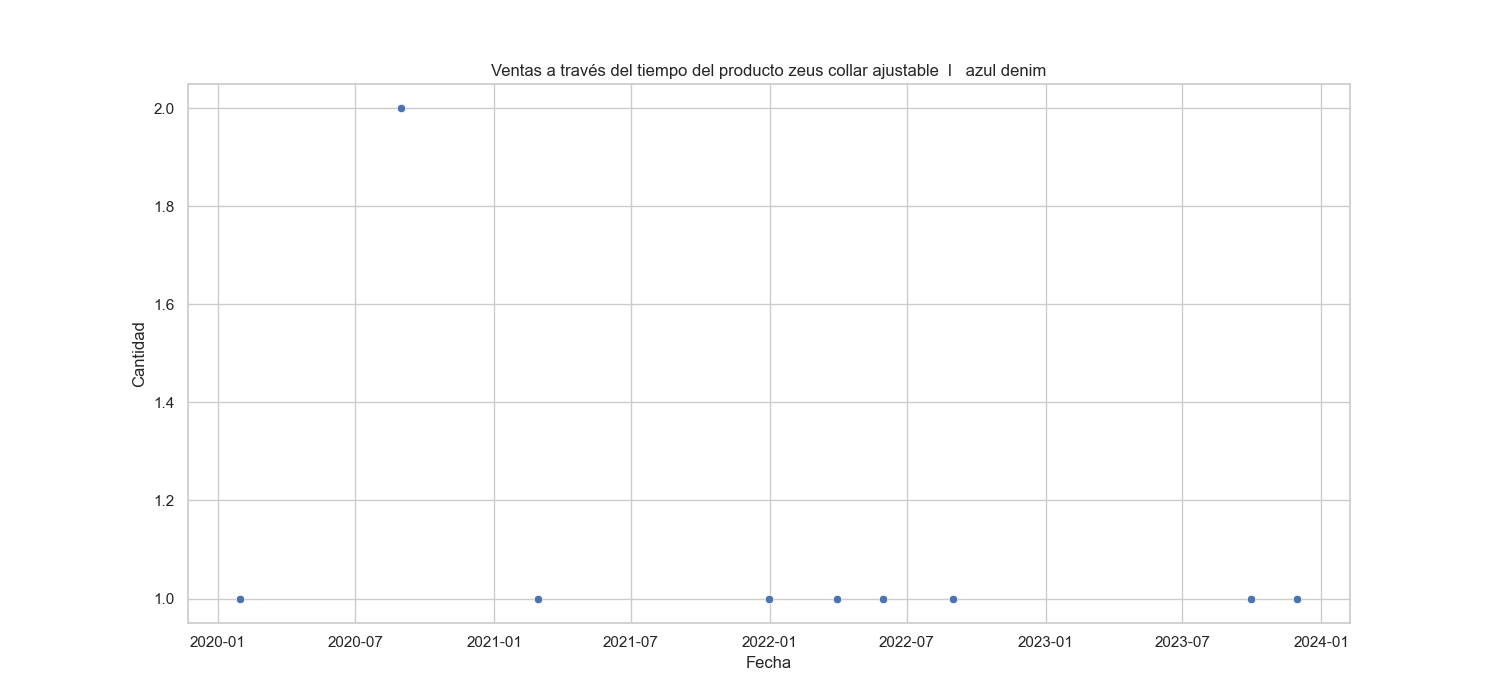 Ventas a través del tiempo del producto zeus collar ajustable  l   azul denim
Cantidad
2.0
1.8
1.6
1.4
1.2
1.0
2020-01 2020-07 2021-01 2021-07 2022-01 2022-07 2023-01 2023-07 2024-01
Fecha